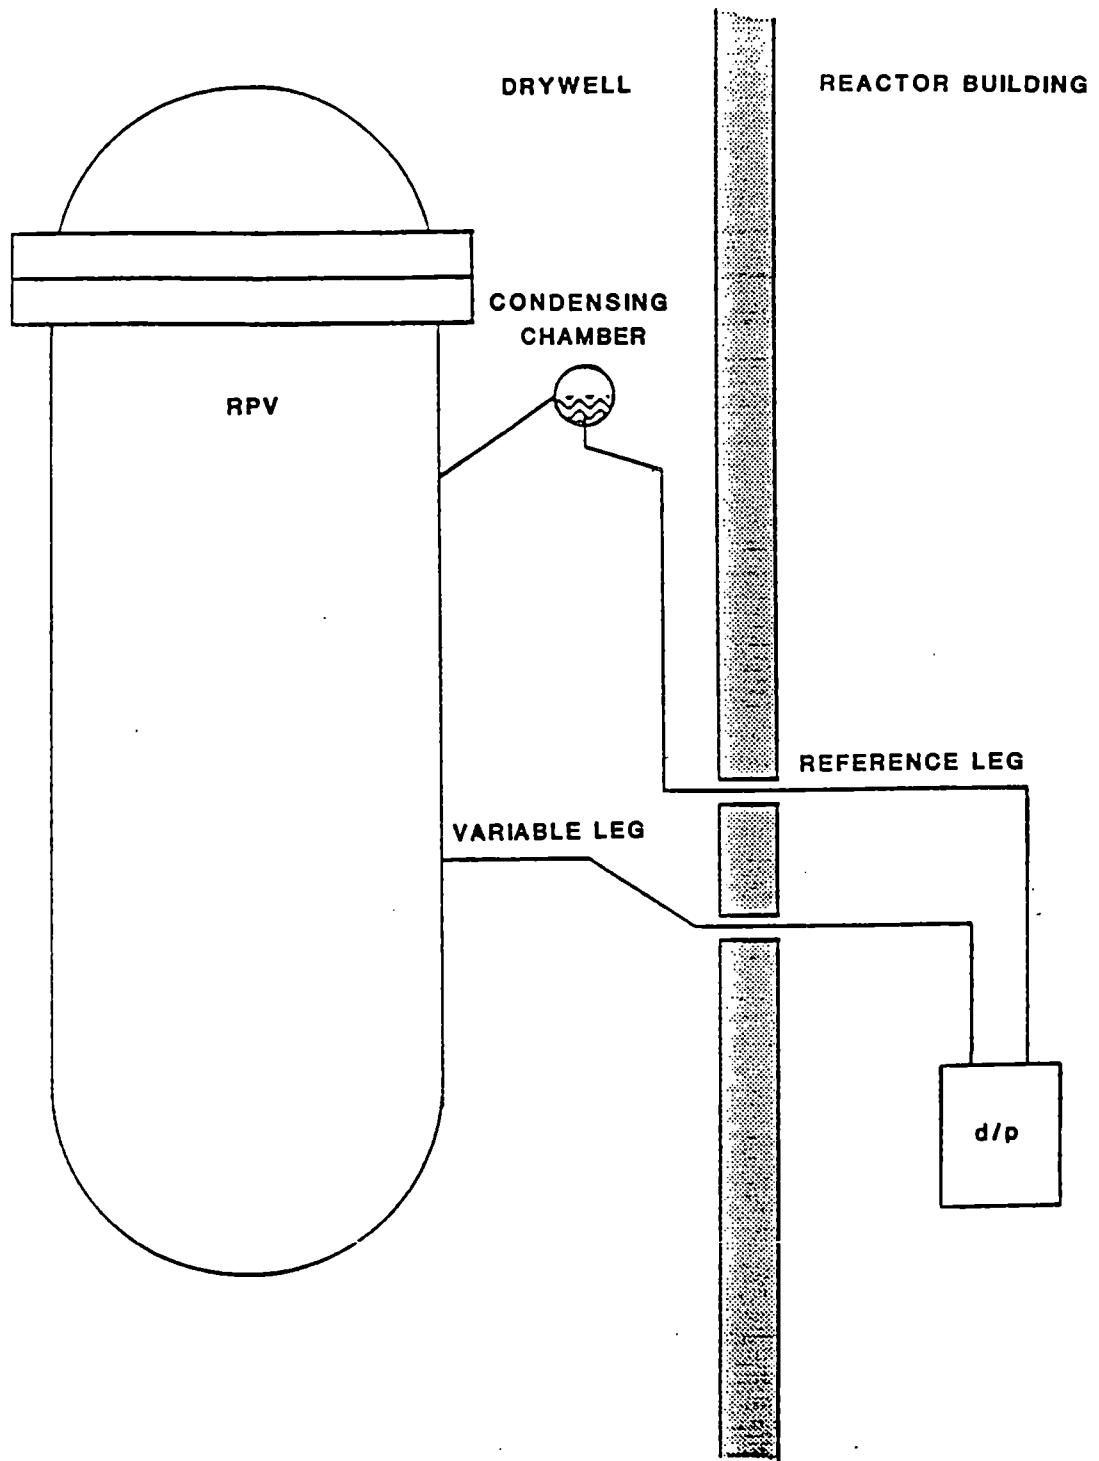 DRYWELL
REACTOR BUILDING
CONDENSING
CHAMBER
RPV
REFERENCE LEG
VARIABLE LEG
d/p